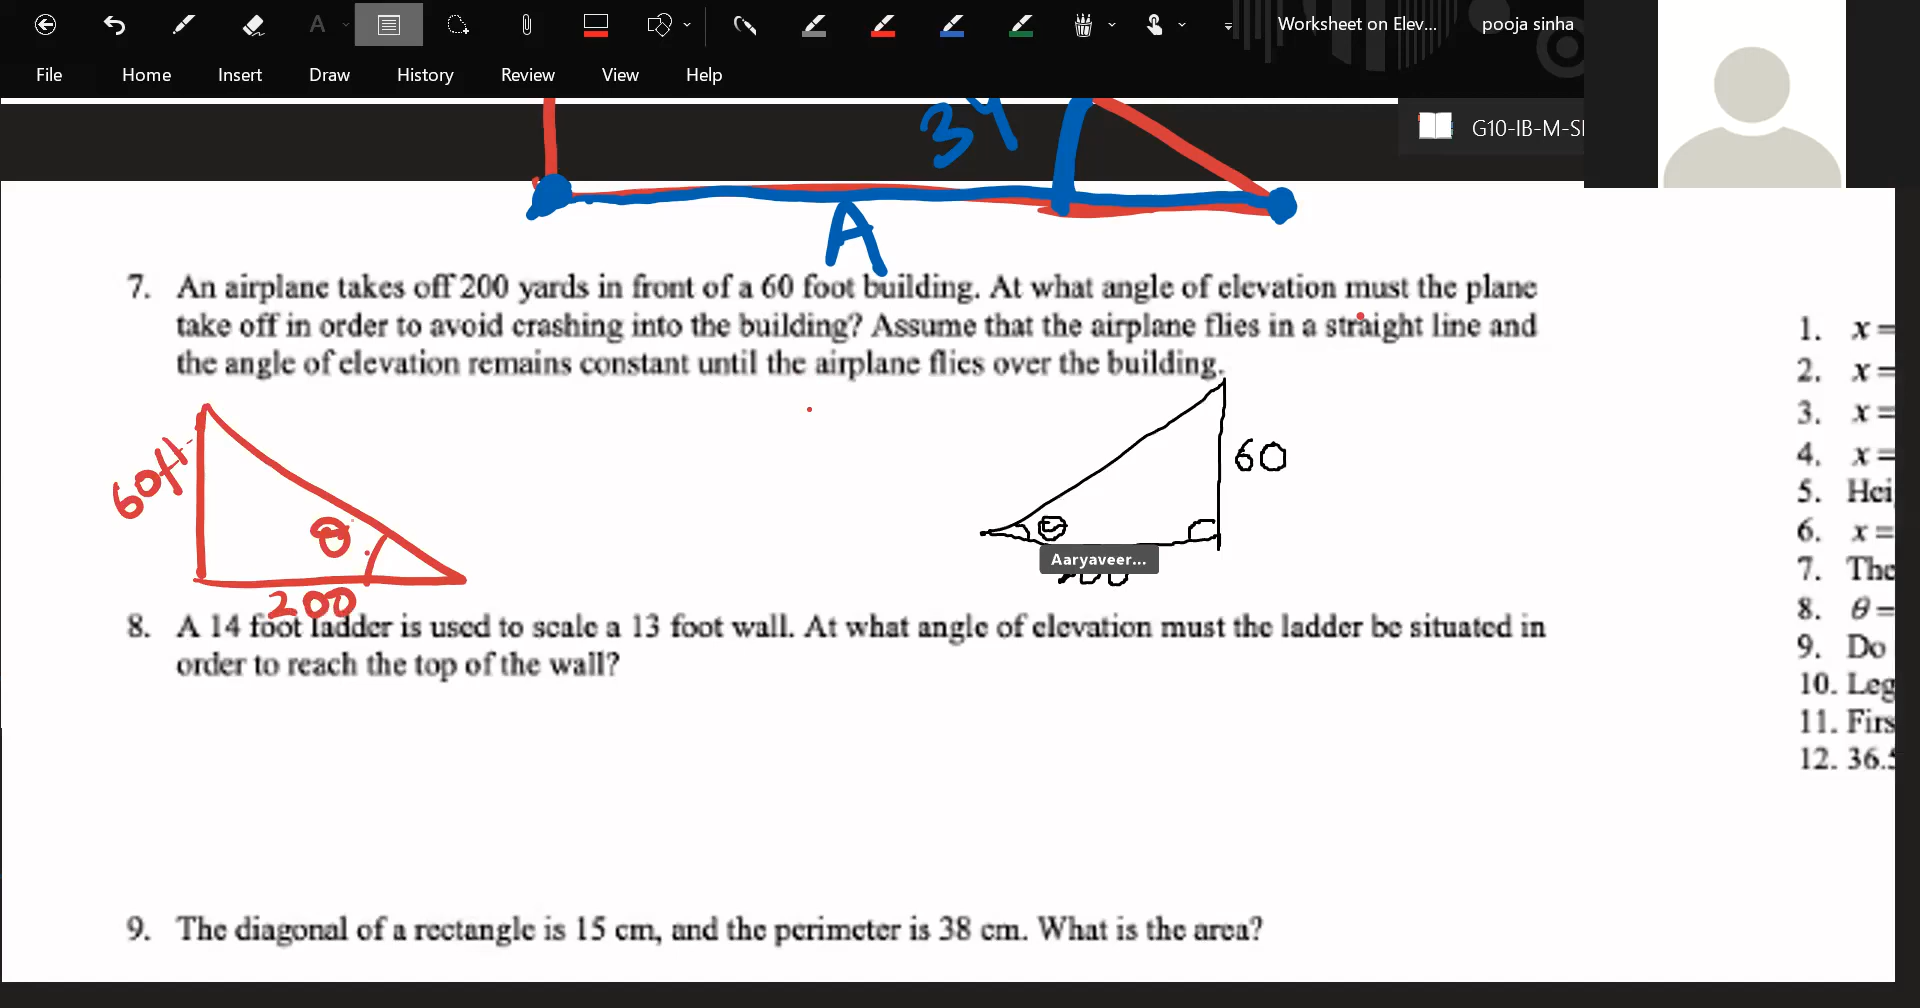 Worksheet on Elev... pooja sinha
File Home Insert Draw History Review View Help
G10-IB-M-SI
34
A
7. An airplane takes off 200 yards in front of a 60 foot building. At what angle of elevation must the plane
take off in order to avoid crashing into the building? Assume that the airplane flies in a straight line and
the angle of elevation remains constant until the airplane flies over the building.
60ft
θ
200
60
θ
Aaryaveer...
8. A 14 foot ladder is used to scale a 13 foot wall. At what angle of elevation must the ladder be situated in
order to reach the top of the wall?
9. The diagonal of a rectangle is 15 cm, and the perimeter is 38 cm. What is the area?
1. x =
2. x =
3. x =
4. x =
5. Hei
6. x =
7. The
8. θ =
9. Do
10. Leg
11. Firs
12. 36.5